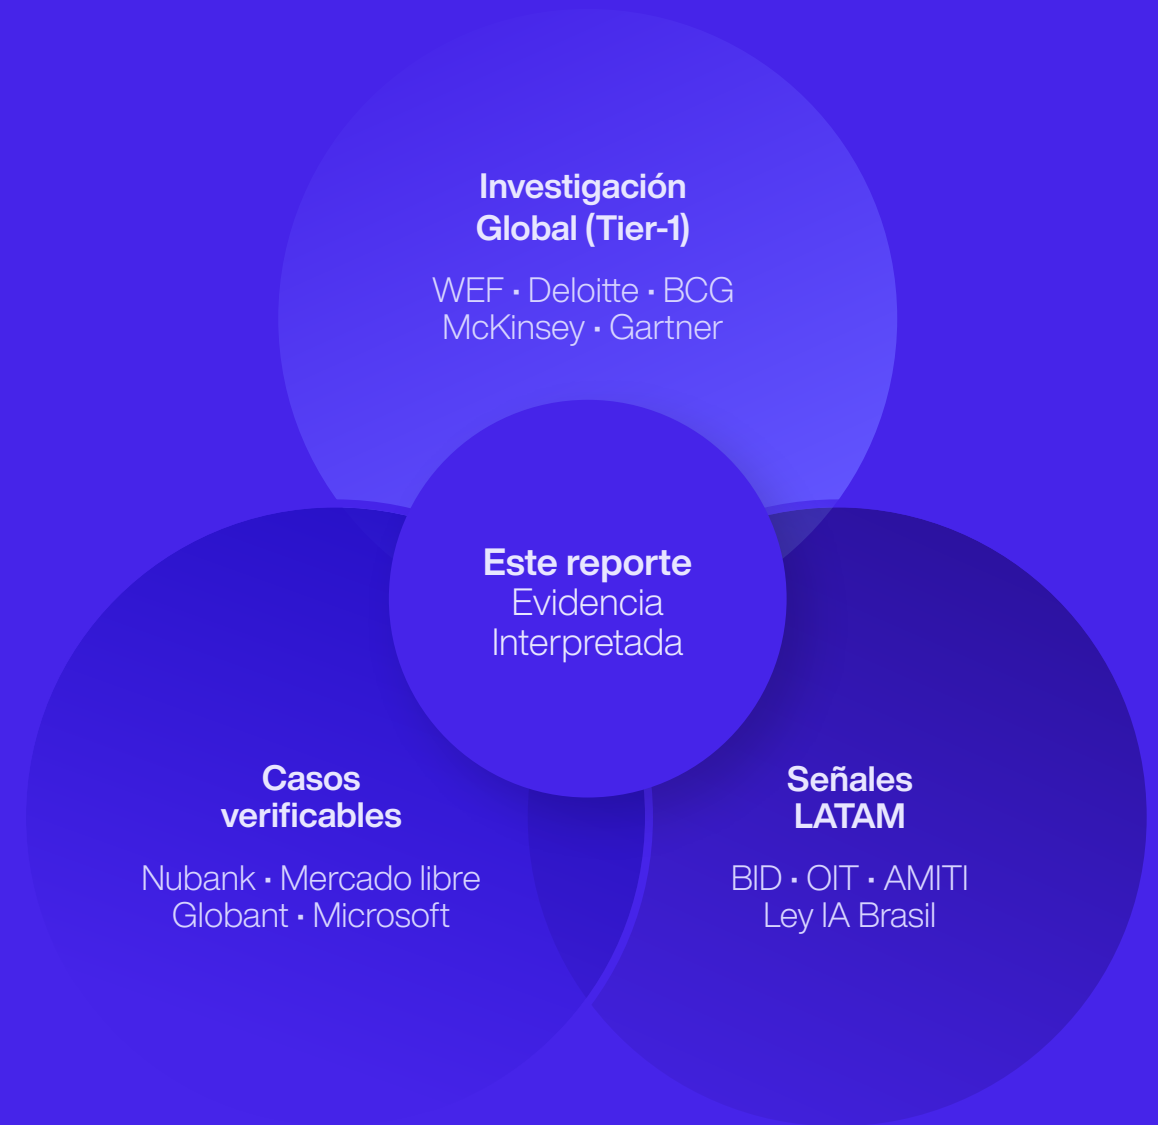 Investigación
Global (Tier-1)
WEF · Deloitte · BCG
McKinsey · Gartner
Este reporte
Evidencia
Interpretada
Casos
verificables
Nubank · Mercado libre
Globant · Microsoft
Señales
LATAM
BID · OIT · AMITI
Ley IA Brasil